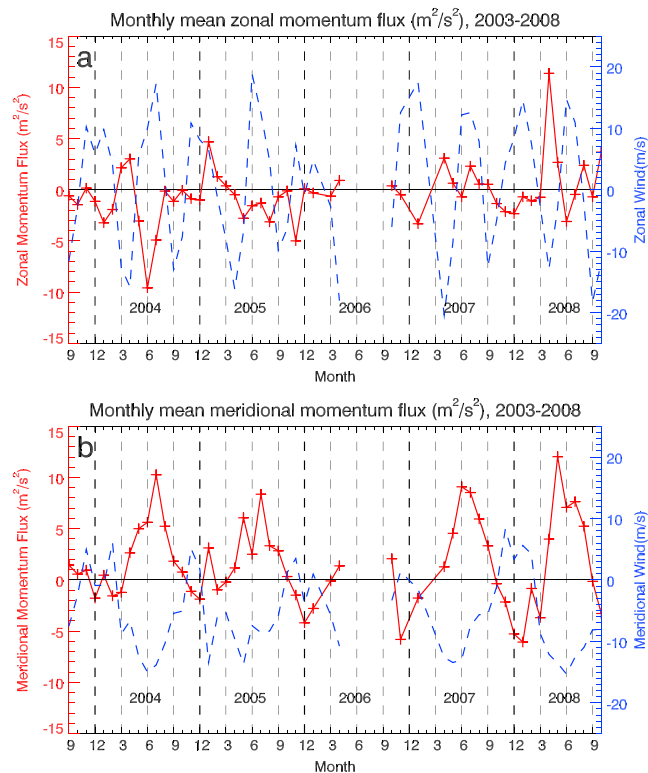 Monthly mean zonal momentum flux (m²/s²), 2003-2008
a
15
10
5
0
-5
-10
-15
Zonal Momentum Flux (m²/s²)
20
10
0
-10
-20
Zonal Wind(m/s)
2004 2005 2006 2007 2008
9 12 3 6 9 12 3 6 9 12 3 6 9 12 3 6 9 12 3 6 9
Month
Monthly mean meridional momentum flux (m²/s²), 2003-2008
b
15
10
5
0
-5
-10
-15
Meridional Momentum Flux (m²/s²)
20
10
0
-10
-20
Meridional Wind(m/s)
2004 2005 2006 2007 2008
9 12 3 6 9 12 3 6 9 12 3 6 9 12 3 6 9 12 3 6 9
Month